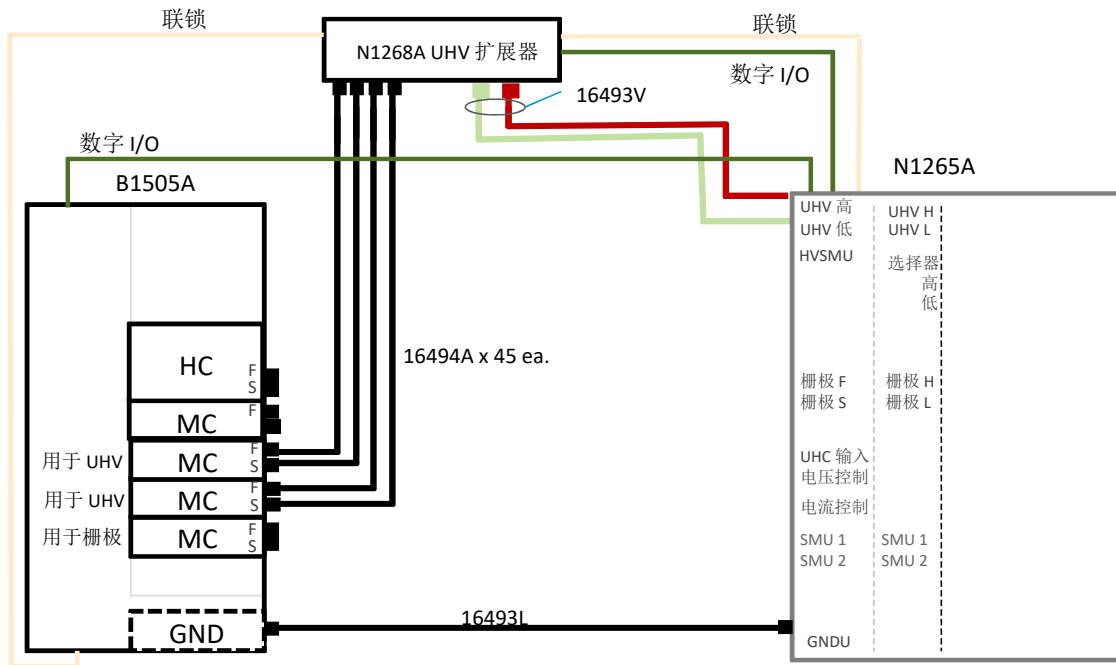 联锁
N1268A UHV 扩展器
联锁
数字 I/O
16493V
数字 I/O
B1505A
N1265A
UHV 高
UHV H
UHV 低
UHV L
HVSMU
选择器
高
低
16494A x 45 ea.
HC
F
S
MC
F
用于 UHV
MC
F
S
用于 UHV
MC
F
S
用于栅极
MC
F
S
栅极 F
栅极 H
栅极 S
栅极 L
UHC 输入
电压控制
电流控制
SMU 1
SMU 1
SMU 2
SMU 2
GND
16493L
GNDU